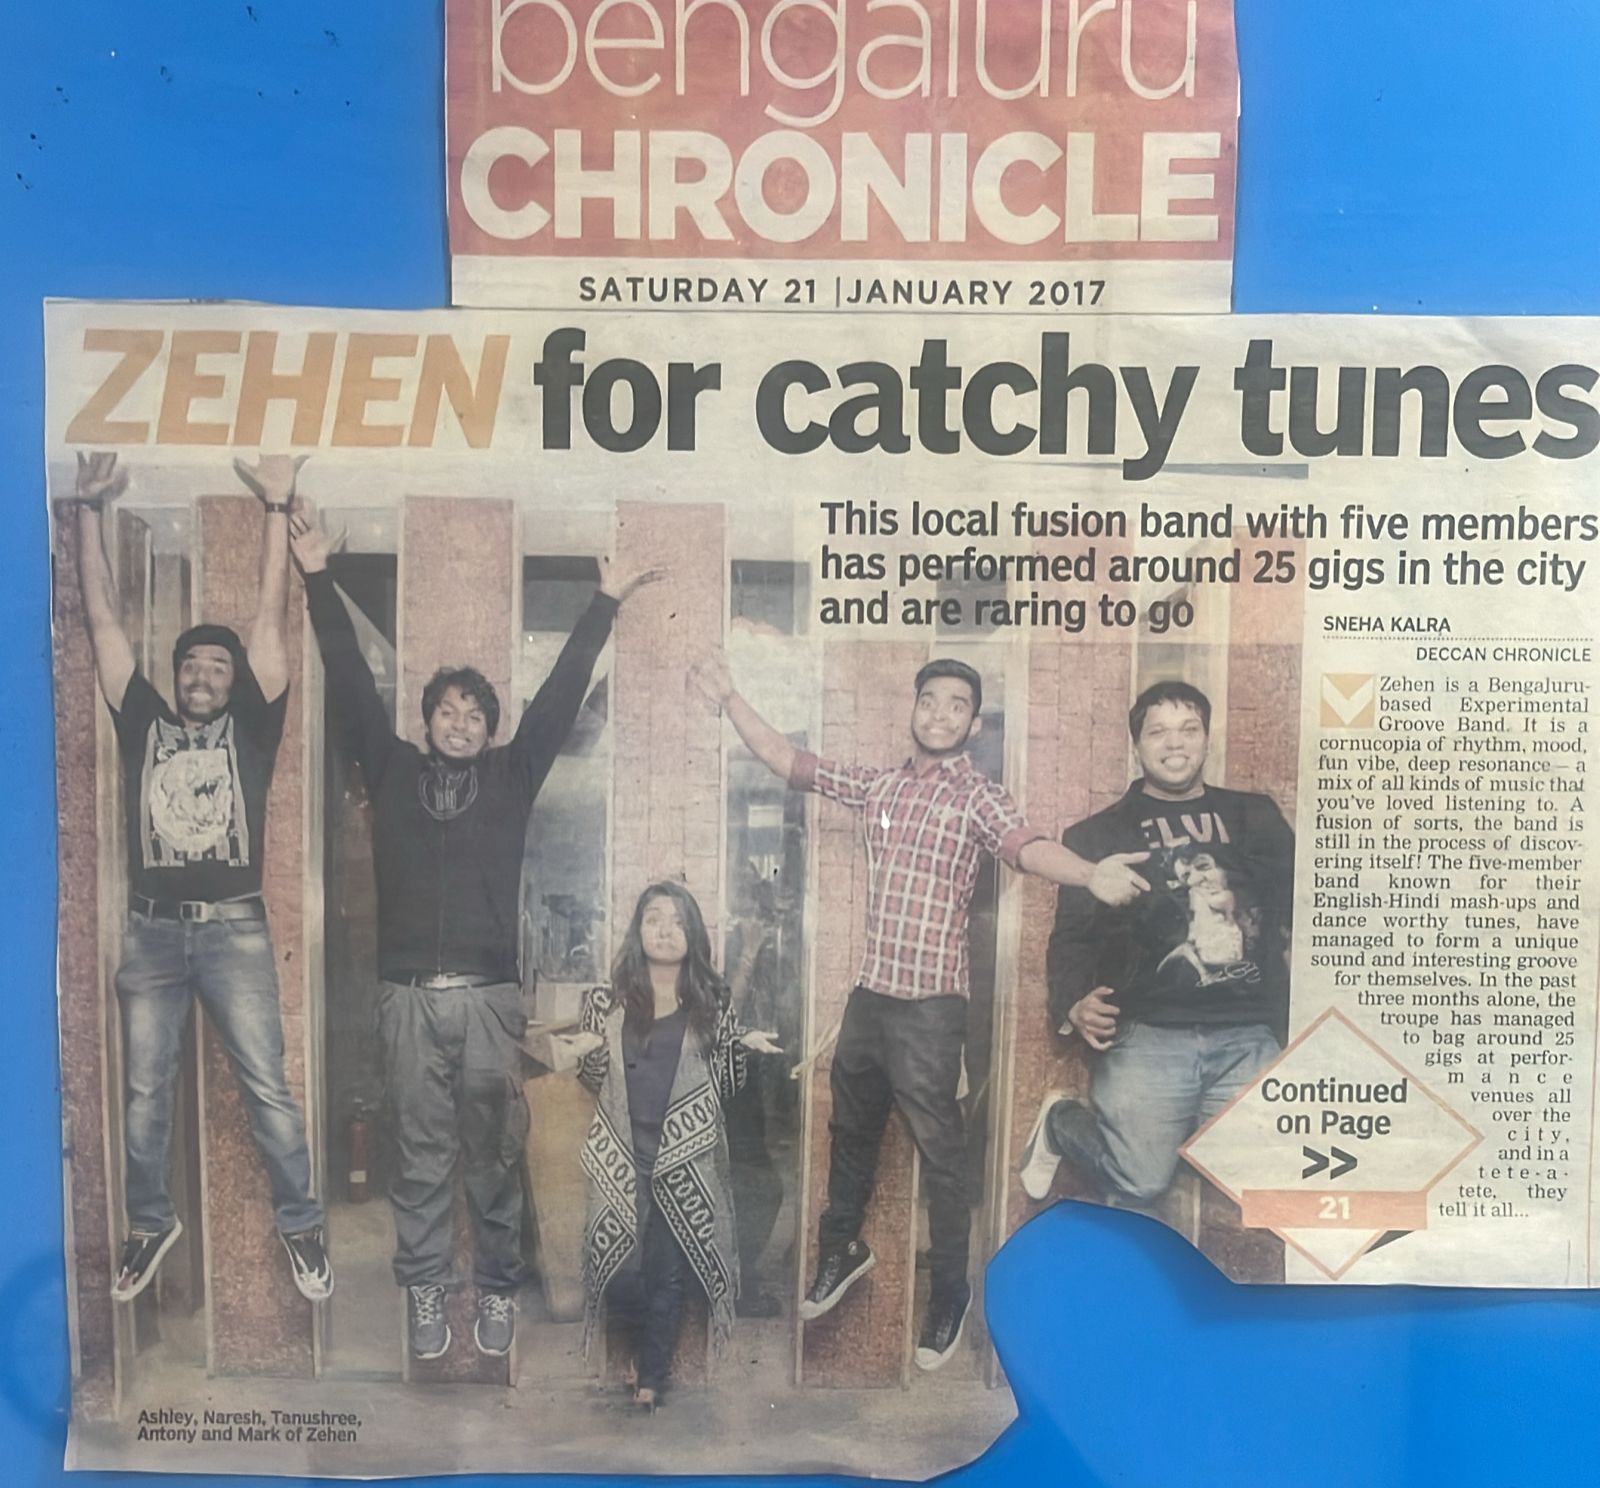 bengaluru
CHRONICLE
SATURDAY 21 | JANUARY 2017
ZEHEN for catchy tunes
This local fusion band with five members
has performed around 25 gigs in the city
and are raring to go
SNEHA KALRA
DECCAN CHRONICLE
Zehen is a Bengaluru-
based Experimental
Groove Band. It is a
cornucopia of rhythm, mood,
fun vibe, deep resonance – a
mix of all kinds of music that
you've loved listening to. A
fusion of sorts, the band is
still in the process of discov-
ering itself! The five-member
band known for their
English-Hindi mash-ups and
dance worthy tunes, have
managed to form a unique
sound and interesting groove
for themselves. In the past
three months alone, the
troupe has managed
to bag around 25
gigs at perfor-
mance
venues all
over the
city,
and in a
tete-a-
tete, they
tell it all...
Continued
on Page
>>
21
ELVI
Ashley, Naresh, Tanushree,
Antony and Mark of Zehen